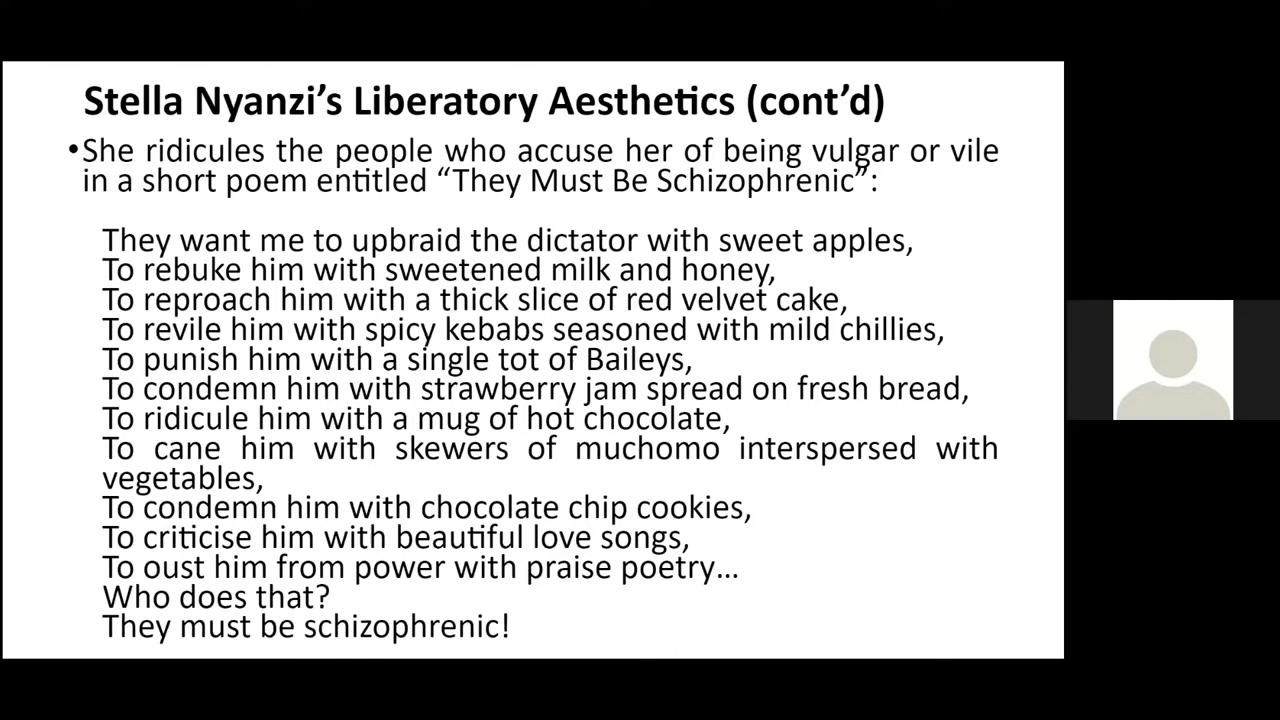 Stella Nyanzi’s Liberatory Aesthetics (cont’d)
•She ridicules the people who accuse her of being vulgar or vile
in a short poem entitled “They Must Be Schizophrenic”:
They want me to upbraid the dictator with sweet apples,
To rebuke him with sweetened milk and honey,
To reproach him with a thick slice of red velvet cake,
To revile him with spicy kebabs seasoned with mild chillies,
To punish him with a single tot of Baileys,
To condemn him with strawberry jam spread on fresh bread,
To ridicule him with a mug of hot chocolate,
To cane him with skewers of muchomo interspersed with
vegetables,
To condemn him with chocolate chip cookies,
To criticise him with beautiful love songs,
To oust him from power with praise poetry…
Who does that?
They must be schizophrenic!